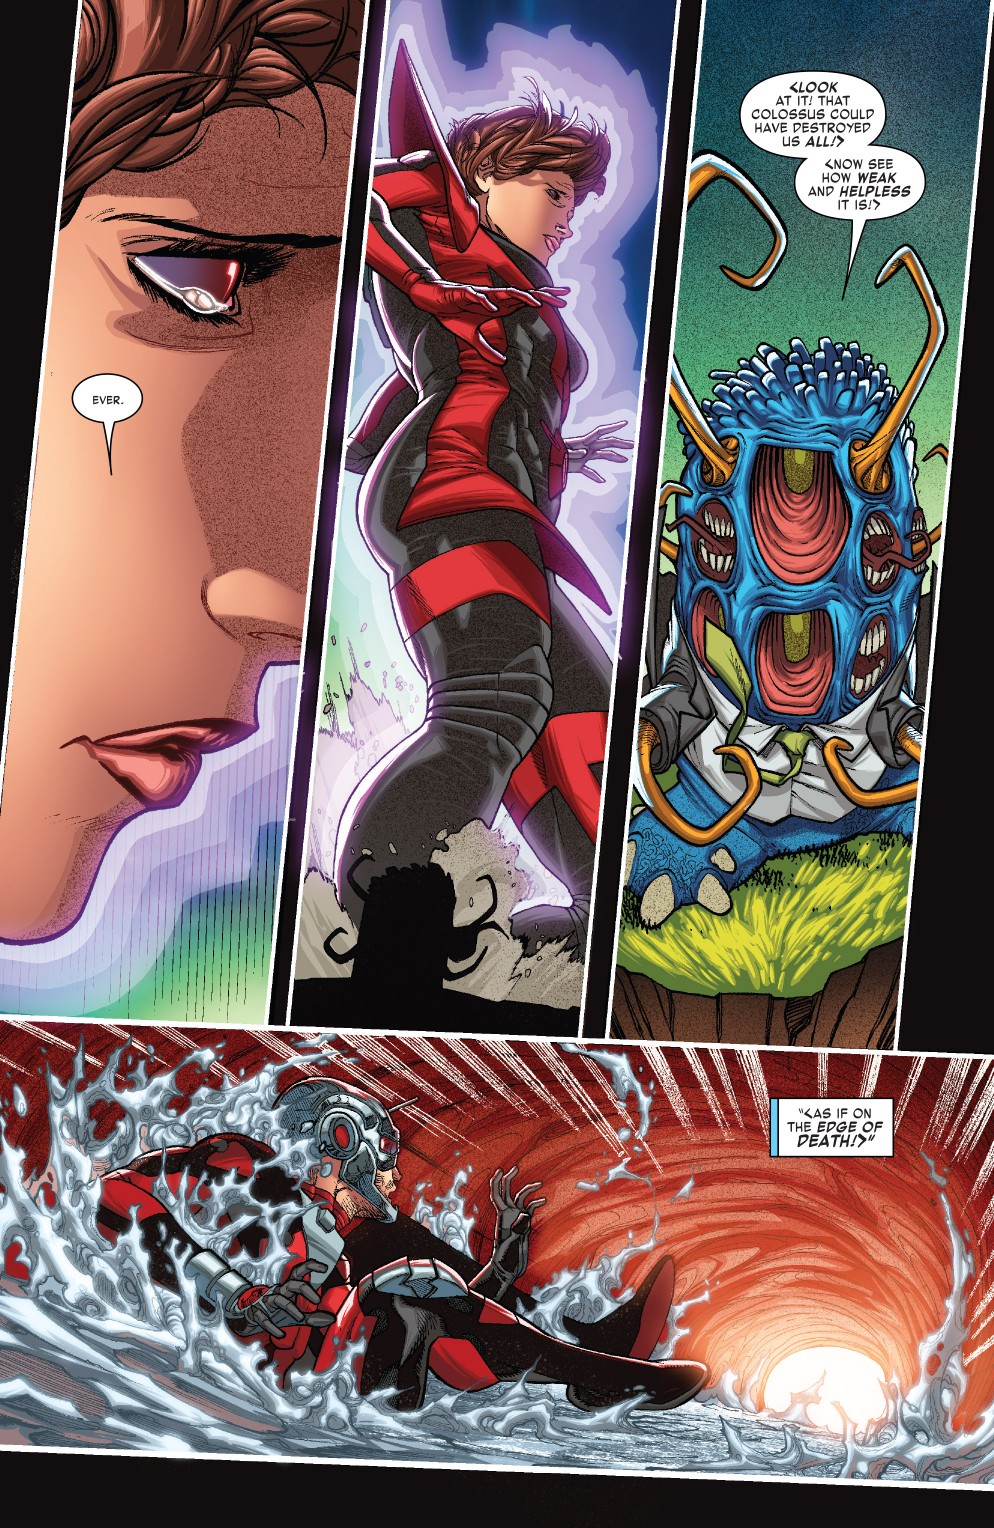 EVER.
<LOOK
AT IT! THAT
COLOSSUS COULD
HAVE DESTROYED
US ALL!>
<NOW SEE
HOW WEAK
AND HELPLESS
IT IS!>
"<AS IF ON
THE EDGE OF
DEATH!>"